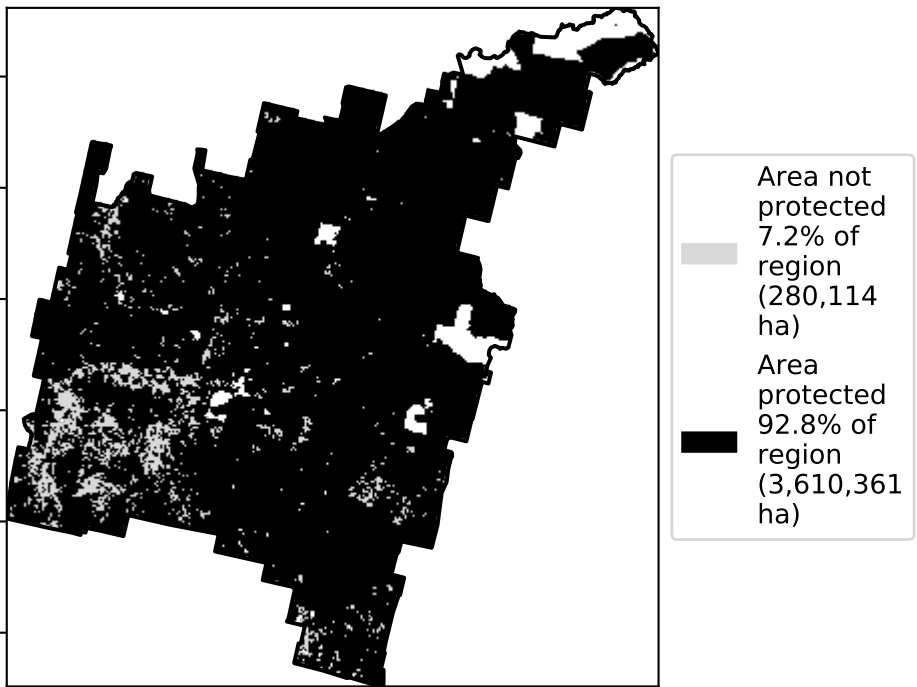 Area not
protected
7.2% of
region
(280,114
ha)
Area
protected
92.8% of
region
(3,610,361
ha)